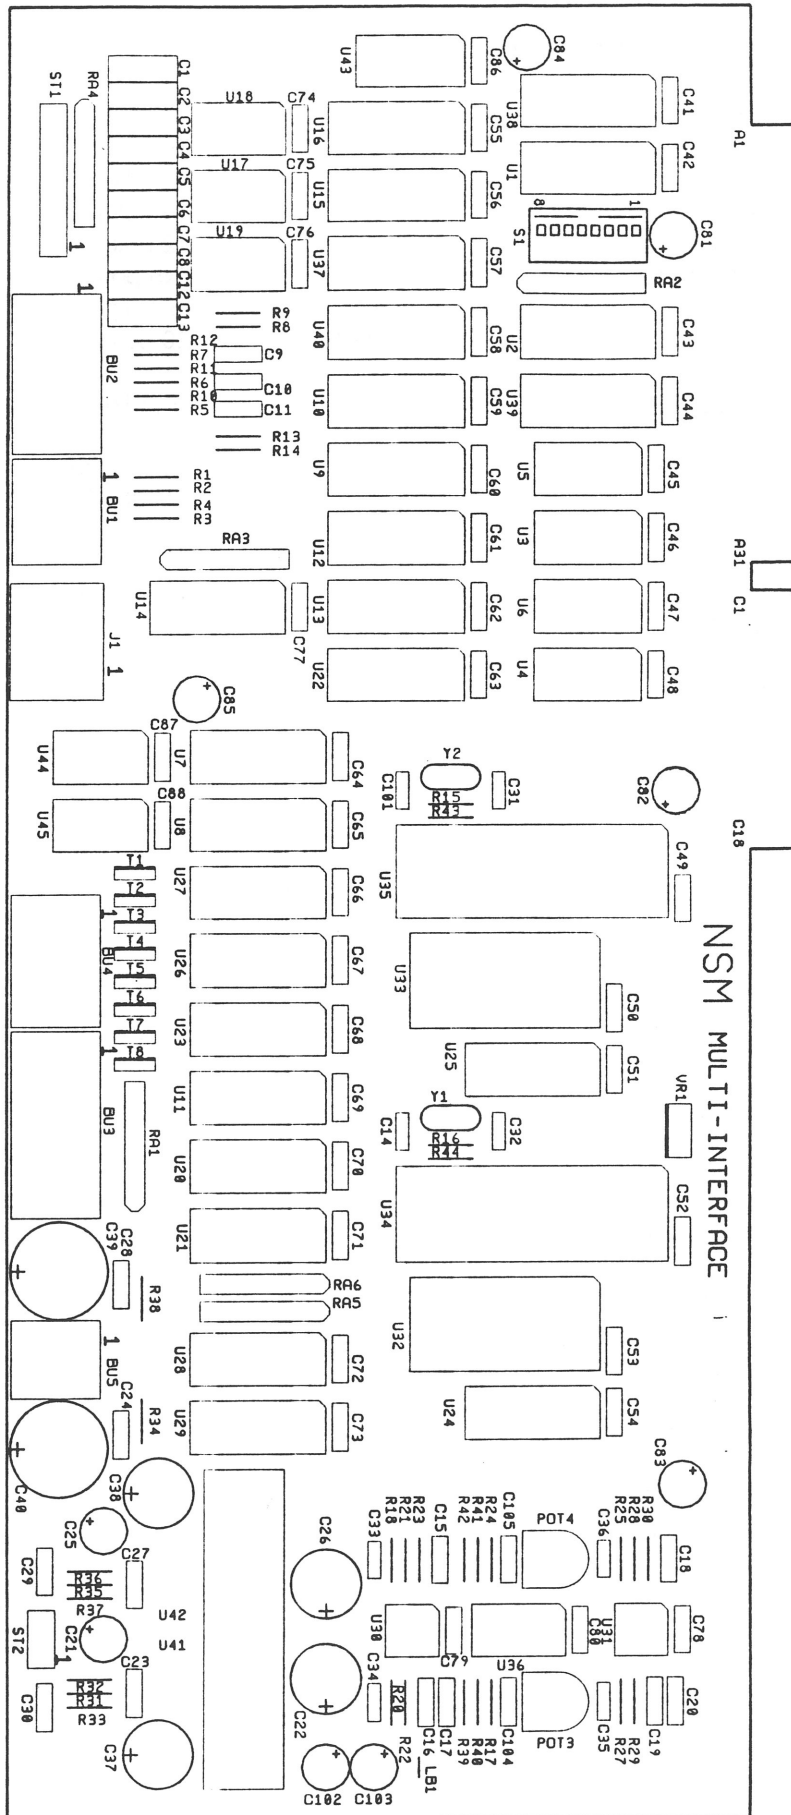 C84
U43
C86
U38
C41
A1
ST1
RA4
C1
C2
C3
C4
C5
C6
C7
C8
C12
C13
U18
C74
U16
C55
U1
C42
U17
C75
U15
C56
8
1
S1
C81
U19
C76
U37
C57
RA2
1
1
BU2
R9
R8
R12
R7
R11
R6
R10
R5
C9
C10
C11
R13
R14
U40
C58
U2
C43
U10
C59
U39
C44
U9
C60
U5
C45
1
BU1
R1
R2
R4
R3
RA3
U12
C61
U3
C46
A31
C1
J1
1
U14
C77
U13
C62
U6
C47
U22
C63
U4
C48
C85
U44
C87
U7
C64
C101
Y2
R15
R43
C31
C82
C18
U45
C88
U8
C65
U35
C49
T1
T2
T3
T4
T5
T6
T7
T8
1
BU4
U27
C66
U26
C67
U33
C50
NSM MULTI-INTERFACE
U23
C68
U25
C51
VR1
1
BU3
RA1
U11
C69
C14
Y1
R16
R44
C32
U20
C70
U34
C52
U21
C71
C39
C28
R38
RA6
RA5
1
BU5
U28
C72
U32
C53
C24
R34
U29
C73
U24
C54
C40
C38
C83
C25
C26
C33
R18
R21
R23
C15
R42
R41
R24
C105
POT4
C36
R25
R28
R30
C18
C29
R36
R35
R37
C27
U42
U41
ST2
1
C21
U30
C79
U36
C80
U31
C78
C30
R32
R31
R33
C23
C22
C34
R20
R22
C16
C17
R39
R40
R17
C104
POT3
C35
R27
R29
C19
C20
C37
C102
C103
LB1